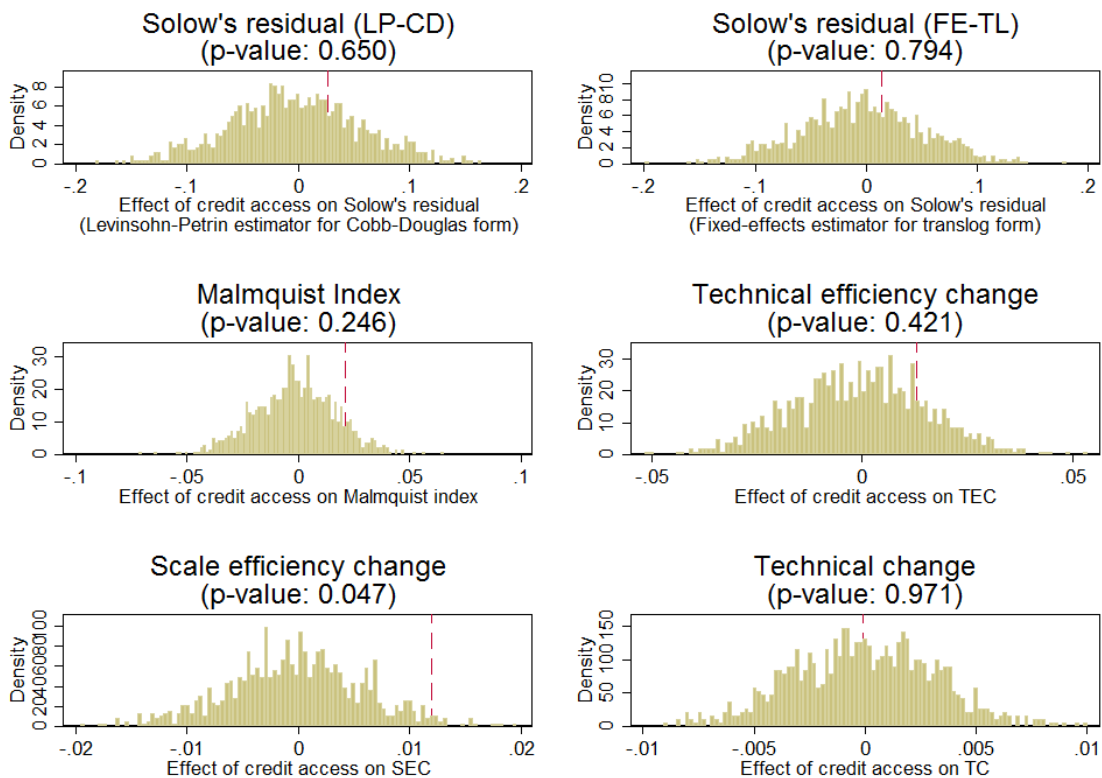 Solow's residual (LP-CD)
(p-value: 0.650)
Density
0 2 4 6 8
-.2 -.1 0 .1 .2
Effect of credit access on Solow's residual
(Levinsohn-Petrin estimator for Cobb-Douglas form)
Solow's residual (FE-TL)
(p-value: 0.794)
Density
0 2 4 6 8 10
-.2 -.1 0 .1 .2
Effect of credit access on Solow's residual
(Fixed-effects estimator for translog form)
Malmquist Index
(p-value: 0.246)
Density
0 10 20 30
-.1 -.05 0 .05 .1
Effect of credit access on Malmquist index
Technical efficiency change
(p-value: 0.421)
Density
0 10 20 30
-.05 0 .05
Effect of credit access on TEC
Scale efficiency change
(p-value: 0.047)
Density
0 20 40 60 80 100
-.02 -.01 0 .01 .02
Effect of credit access on SEC
Technical change
(p-value: 0.971)
Density
0 50 100 150
-.01 -.005 0 .005 .01
Effect of credit access on TC